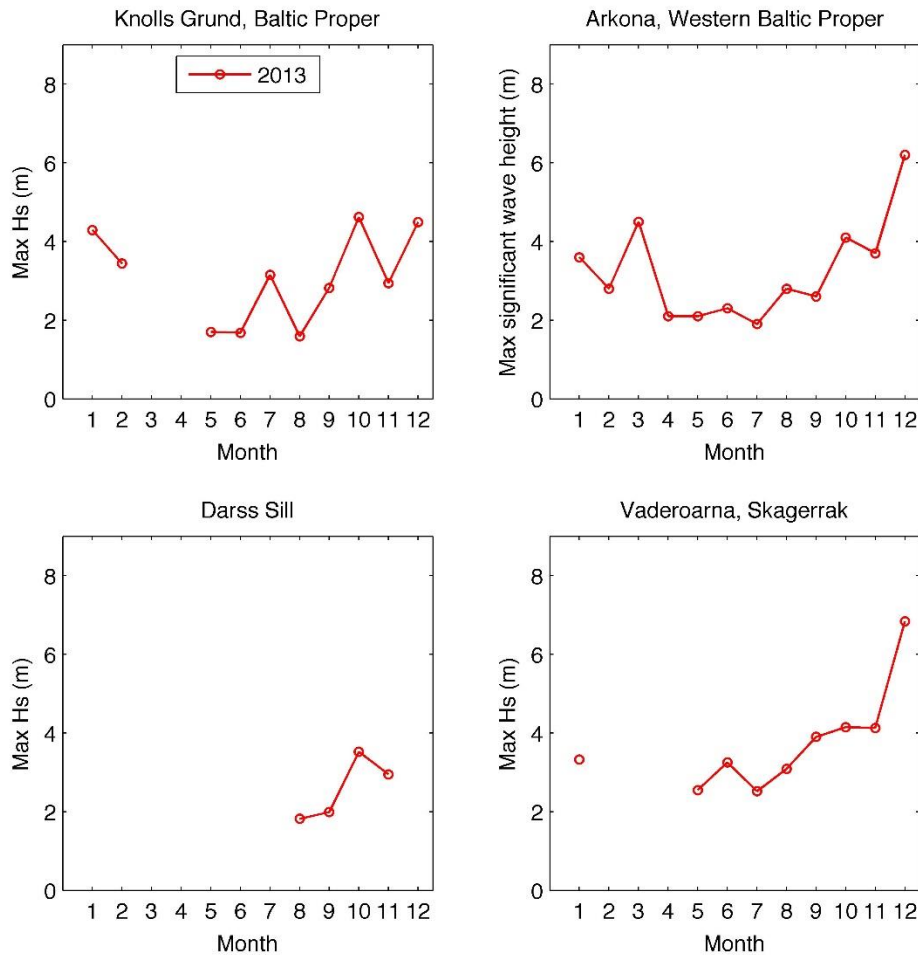 Knolls Grund, Baltic Proper
2013
Max Hs (m)
8
6
4
2
0
1 2 3 4 5 6 7 8 9 10 11 12
Month
Arkona, Western Baltic Proper
Max significant wave height (m)
8
6
4
2
0
1 2 3 4 5 6 7 8 9 10 11 12
Month
Darss Sill
Max Hs (m)
8
6
4
2
0
1 2 3 4 5 6 7 8 9 10 11 12
Month
Vaderoarna, Skagerrak
Max Hs (m)
8
6
4
2
0
1 2 3 4 5 6 7 8 9 10 11 12
Month